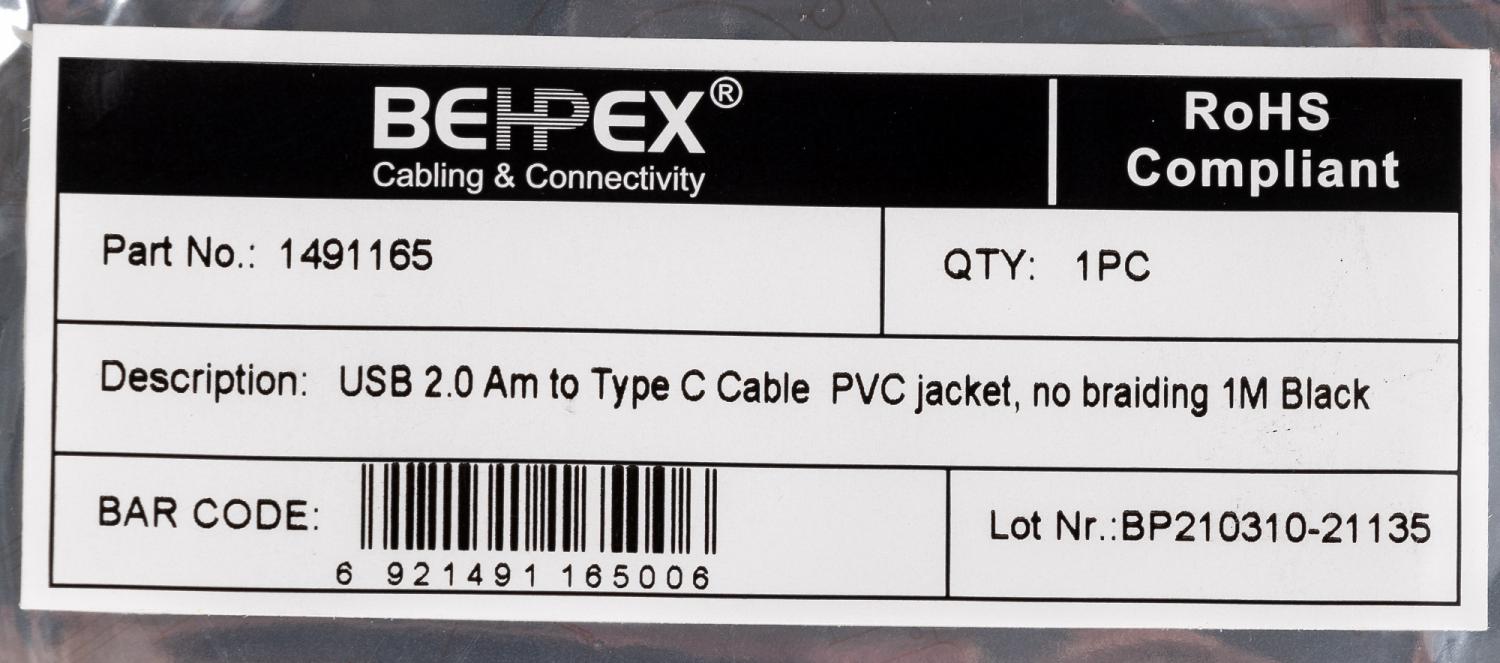 BEHPEX®
Cabling & Connectivity
RoHS
Compliant
Part No.: 1491165
QTY: 1PC
Description: USB 2.0 Am to Type C Cable PVC jacket, no braiding 1M Black
BAR CODE:
6 921491 165006
Lot Nr.:BP210310-21135